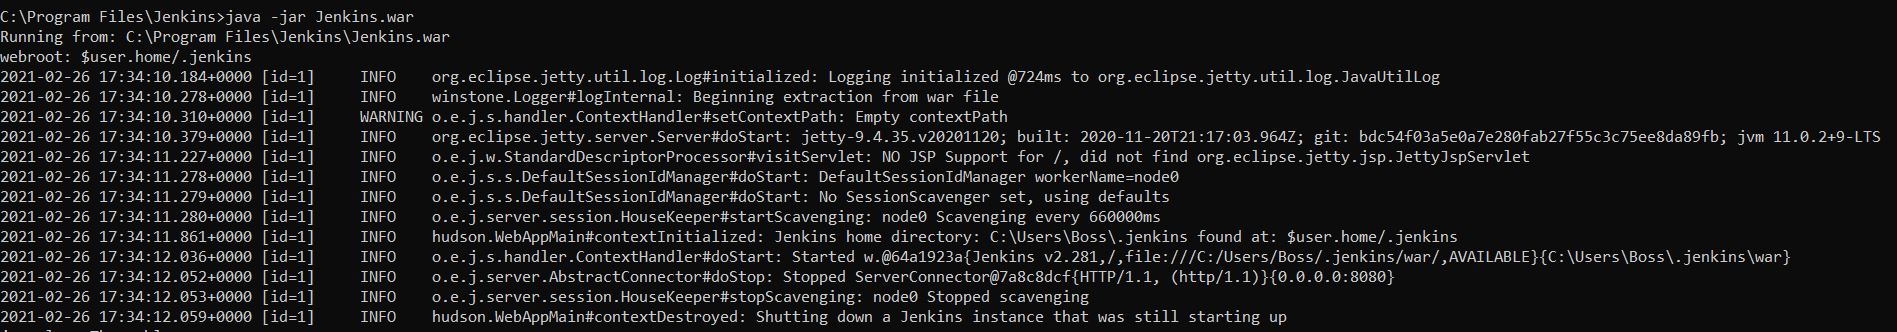 C:\Program Files\Jenkins>java -jar Jenkins.war
Running from: C:\Program Files\Jenkins\Jenkins.war
webroot: $user.home/.jenkins
2021-02-26 17:34:10.184+0000 [id=1] INFO org.eclipse.jetty.util.log.Log#initialized: Logging initialized @724ms to org.eclipse.jetty.util.log.JavaUtilLog
2021-02-26 17:34:10.278+0000 [id=1] INFO winstone.Logger#logInternal: Beginning extraction from war file
2021-02-26 17:34:10.310+0000 [id=1] WARNING o.e.j.s.handler.ContextHandler#setContextPath: Empty contextPath
2021-02-26 17:34:10.379+0000 [id=1] INFO org.eclipse.jetty.server.Server#doStart: jetty-9.4.35.v20201120; built: 2020-11-20T21:17:03.964Z; git: bdc54f03a5e0a7e280fab27f55c3c75ee8da89fb; jvm 11.0.2+9-LTS
2021-02-26 17:34:11.227+0000 [id=1] INFO o.e.j.w.StandardDescriptorProcessor#visitServlet: NO JSP Support for /, did not find org.eclipse.jetty.jsp.JettyJspServlet
2021-02-26 17:34:11.278+0000 [id=1] INFO o.e.j.s.s.DefaultSessionIdManager#doStart: DefaultSessionIdManager workerName=node0
2021-02-26 17:34:11.279+0000 [id=1] INFO o.e.j.s.s.DefaultSessionIdManager#doStart: No SessionScavenger set, using defaults
2021-02-26 17:34:11.280+0000 [id=1] INFO o.e.j.server.session.HouseKeeper#startScavenging: node0 Scavenging every 660000ms
2021-02-26 17:34:11.861+0000 [id=1] INFO hudson.WebAppMain#contextInitialized: Jenkins home directory: C:\Users\Boss\.jenkins found at: $user.home/.jenkins
2021-02-26 17:34:12.036+0000 [id=1] INFO o.e.j.s.handler.ContextHandler#doStart: Started w.@64a1923a{Jenkins v2.281,/,file:///C:/Users/Boss/.jenkins/war/,AVAILABLE}{C:\Users\Boss\.jenkins\war}
2021-02-26 17:34:12.052+0000 [id=1] INFO o.e.j.server.AbstractConnector#doStop: Stopped ServerConnector@7a8c8dcf{HTTP/1.1, (http/1.1)}{0.0.0.0:8080}
2021-02-26 17:34:12.053+0000 [id=1] INFO o.e.j.server.session.HouseKeeper#stopScavenging: node0 Stopped scavenging
2021-02-26 17:34:12.059+0000 [id=1] INFO hudson.WebAppMain#contextDestroyed: Shutting down a Jenkins instance that was still starting up